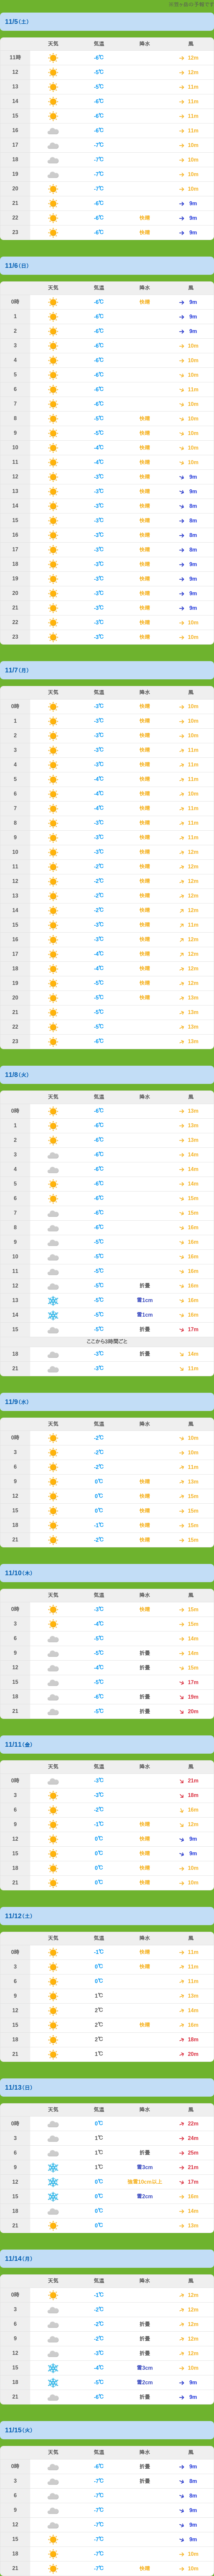 11/5(土)
天気 気温 降水 風
11時 -6℃ 12m
12 -5℃ 12m
13 -5℃ 11m
14 -6℃ 11m
15 -6℃ 11m
16 -6℃ 11m
17 -7℃ 10m
18 -7℃ 10m
19 -7℃ 10m
20 -7℃ 10m
21 -6℃ 9m
22 -6℃ 快晴 9m
23 -6℃ 快晴 9m
11/6(日)
天気 気温 降水 風
0時 -6℃ 快晴 9m
1 -6℃ 9m
2 -6℃ 9m
3 -6℃ 10m
4 -6℃ 10m
5 -6℃ 10m
6 -6℃ 11m
7 -6℃ 10m
8 -5℃ 快晴 10m
9 -5℃ 快晴 10m
10 -4℃ 快晴 10m
11 -4℃ 快晴 10m
12 -3℃ 快晴 9m
13 -3℃ 快晴 9m
14 -3℃ 快晴 8m
15 -3℃ 快晴 8m
16 -3℃ 快晴 8m
17 -3℃ 快晴 8m
18 -3℃ 快晴 9m
19 -3℃ 快晴 9m
20 -3℃ 快晴 9m
21 -3℃ 快晴 9m
22 -3℃ 快晴 10m
23 -3℃ 快晴 10m
11/7(月)
天気 気温 降水 風
0時 -3℃ 快晴 10m
1 -3℃ 快晴 10m
2 -3℃ 快晴 10m
3 -3℃ 快晴 11m
4 -3℃ 快晴 11m
5 -4℃ 快晴 11m
6 -4℃ 快晴 10m
7 -4℃ 快晴 11m
8 -3℃ 快晴 11m
9 -3℃ 快晴 11m
10 -3℃ 快晴 12m
11 -2℃ 快晴 12m
12 -2℃ 快晴 12m
13 -2℃ 快晴 12m
14 -2℃ 快晴 12m
15 -3℃ 快晴 11m
16 -3℃ 快晴 12m
17 -4℃ 快晴 12m
18 -4℃ 快晴 12m
19 -5℃ 快晴 12m
20 -5℃ 快晴 13m
21 -5℃ 13m
22 -5℃ 13m
23 -6℃ 13m
11/8(火)
天気 気温 降水 風
0時 -6℃ 13m
1 -6℃ 13m
2 -6℃ 13m
3 -6℃ 14m
4 -6℃ 14m
5 -6℃ 14m
6 -6℃ 15m
7 -6℃ 15m
8 -6℃ 16m
9 -5℃ 16m
10 -5℃ 16m
11 -5℃ 16m
12 -5℃ 折曇 16m
13 -5℃ 雪1cm 16m
14 -5℃ 雪1cm 16m
15 -5℃ 折曇 17m
ここから3時間ごと
18 -3℃ 折曇 14m
21 -3℃ 11m
11/9(水)
天気 気温 降水 風
0時 -2℃ 10m
3 -2℃ 10m
6 -2℃ 11m
9 0℃ 快晴 13m
12 0℃ 快晴 15m
15 0℃ 快晴 15m
18 -1℃ 快晴 15m
21 -2℃ 快晴 15m
11/10(木)
天気 気温 降水 風
0時 -3℃ 快晴 15m
3 -4℃ 15m
6 -5℃ 14m
9 -5℃ 折曇 14m
12 -4℃ 折曇 15m
15 -5℃ 17m
18 -6℃ 折曇 19m
21 -5℃ 折曇 20m
11/11(金)
天気 気温 降水 風
0時 -3℃ 21m
3 -3℃ 18m
6 -2℃ 16m
9 -1℃ 快晴 12m
12 0℃ 快晴 9m
15 0℃ 快晴 9m
18 0℃ 快晴 10m
21 0℃ 快晴 10m
11/12(土)
天気 気温 降水 風
0時 -1℃ 快晴 11m
3 0℃ 快晴 11m
6 0℃ 11m
9 1℃ 13m
12 2℃ 14m
15 2℃ 快晴 16m
18 2℃ 18m
21 1℃ 20m
11/13(日)
天気 気温 降水 風
0時 0℃ 22m
3 1℃ 24m
6 1℃ 折曇 25m
9 1℃ 雪3cm 21m
12 0℃ 強雪10cm以上 17m
15 0℃ 雪2cm 16m
18 0℃ 14m
21 0℃ 13m
11/14(月)
天気 気温 降水 風
0時 -1℃ 12m
3 -2℃ 12m
6 -2℃ 折曇 12m
9 -2℃ 折曇 12m
12 -3℃ 折曇 12m
15 -4℃ 雪3cm 10m
18 -5℃ 雪2cm 9m
21 -6℃ 折曇 9m
11/15(火)
天気 気温 降水 風
0時 -6℃ 折曇 9m
3 -7℃ 折曇 8m
6 -7℃ 8m
9 -7℃ 9m
12 -7℃ 9m
15 -7℃ 9m
18 -7℃ 10m
21 -7℃ 快晴 10m